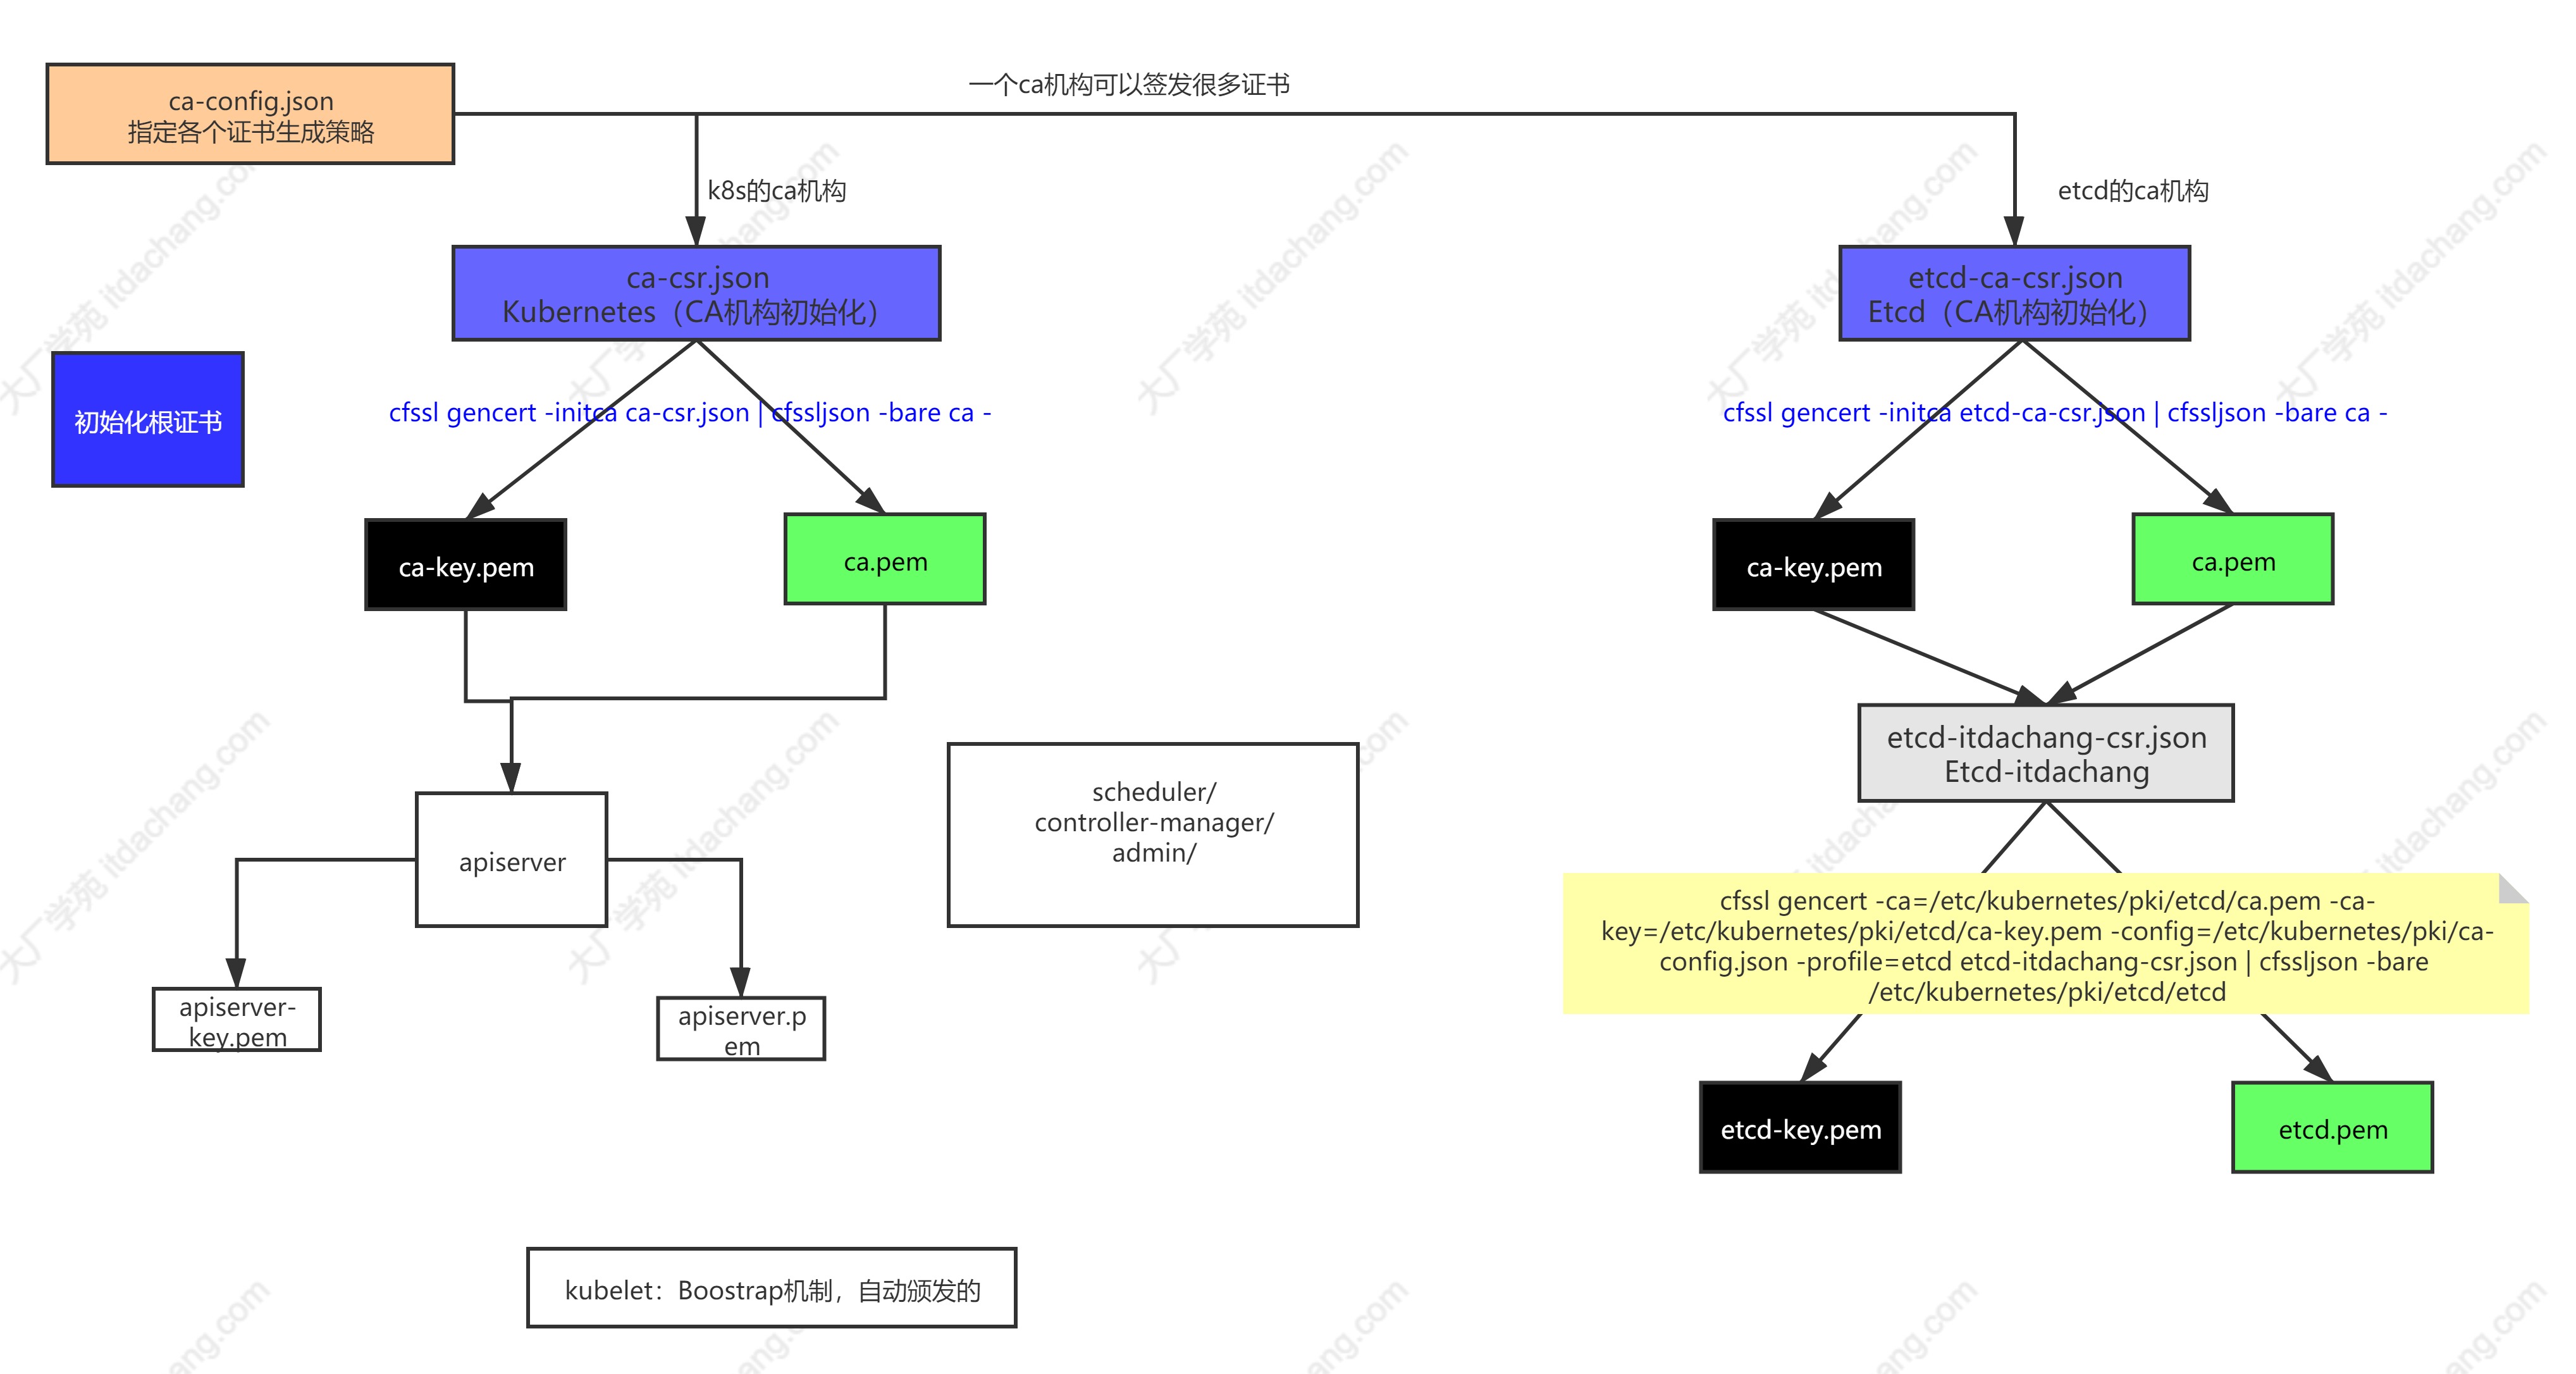 一个ca机构可以签发很多证书
ca-config.json
指定各个证书生成策略
k8s的ca机构
etcd的ca机构
ca-csr.json
Kubernetes（CA机构初始化）
etcd-ca-csr.json
Etcd（CA机构初始化）
初始化根证书
cfssl gencert -initca ca-csr.json | cfssljson -bare ca -
cfssl gencert -initca etcd-ca-csr.json | cfssljson -bare ca -
ca-key.pem
ca.pem
ca-key.pem
ca.pem
etcd-itdachang-csr.json
Etcd-itdachang
scheduler/
controller-manager/
admin/
apiserver
cfssl gencert -ca=/etc/kubernetes/pki/etcd/ca.pem -ca-
key=/etc/kubernetes/pki/etcd/ca-key.pem -config=/etc/kubernetes/pki/ca-
config.json -profile=etcd etcd-itdachang-csr.json | cfssljson -bare
/etc/kubernetes/pki/etcd/etcd
apiserver-
key.pem
apiserver.p
em
etcd-key.pem
etcd.pem
kubelet：Boostrap机制，自动颁发的
大厂学苑 itdachang.com